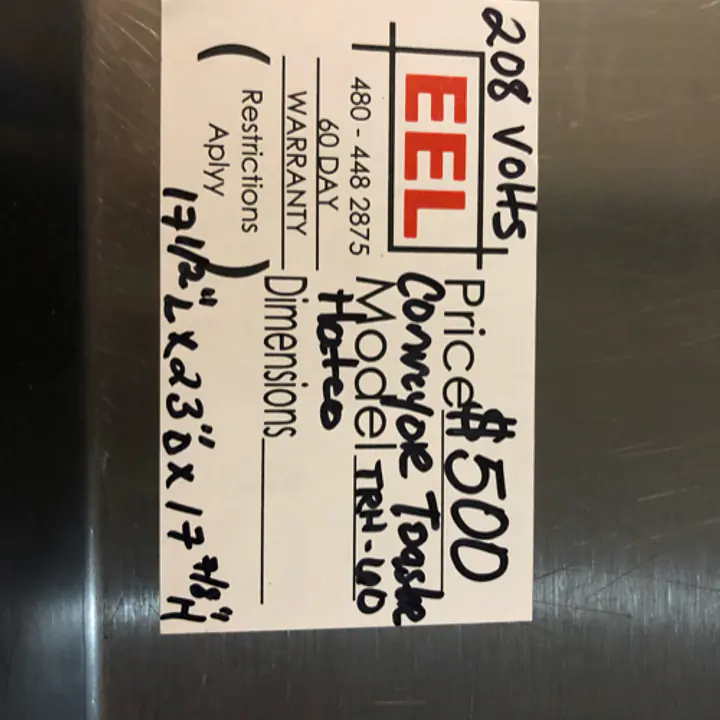 208 Volts
EEL
480 - 448 2875
60 DAY
WARRANTY
( Restrictions
Aplyy )
Price $500
Conveyor Toaster
Model TRH-60
Hatco
Dimensions
17 1/2" L x 23" D x 17 7/8" H